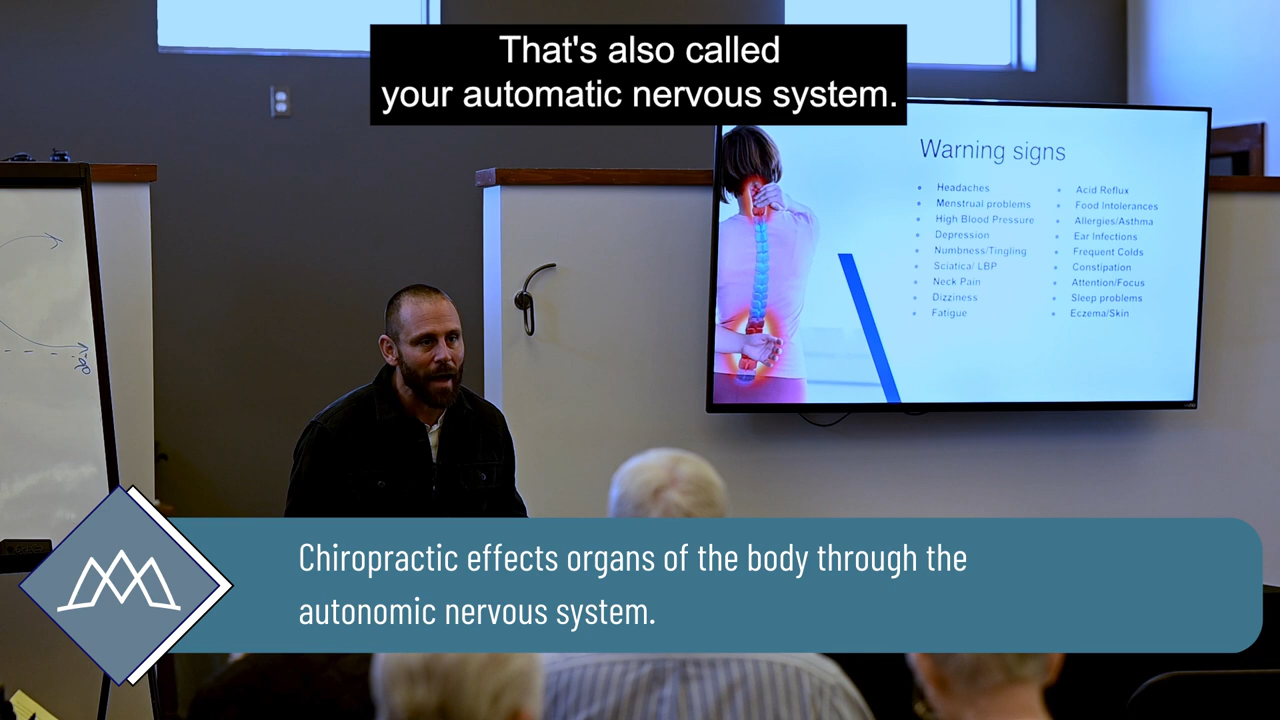 That's also called
your automatic nervous system.
Warning signs
Headaches
Menstrual problems
High Blood Pressure
Depression
Numbness/Tingling
Sciatica/ LBP
Neck Pain
Dizziness
Fatigue
Acid Reflux
Food Intolerances
Allergies/Asthma
Ear Infections
Frequent Colds
Constipation
Attention/Focus
Sleep problems
Eczema/Skin
Chiropractic effects organs of the body through the
autonomic nervous system.